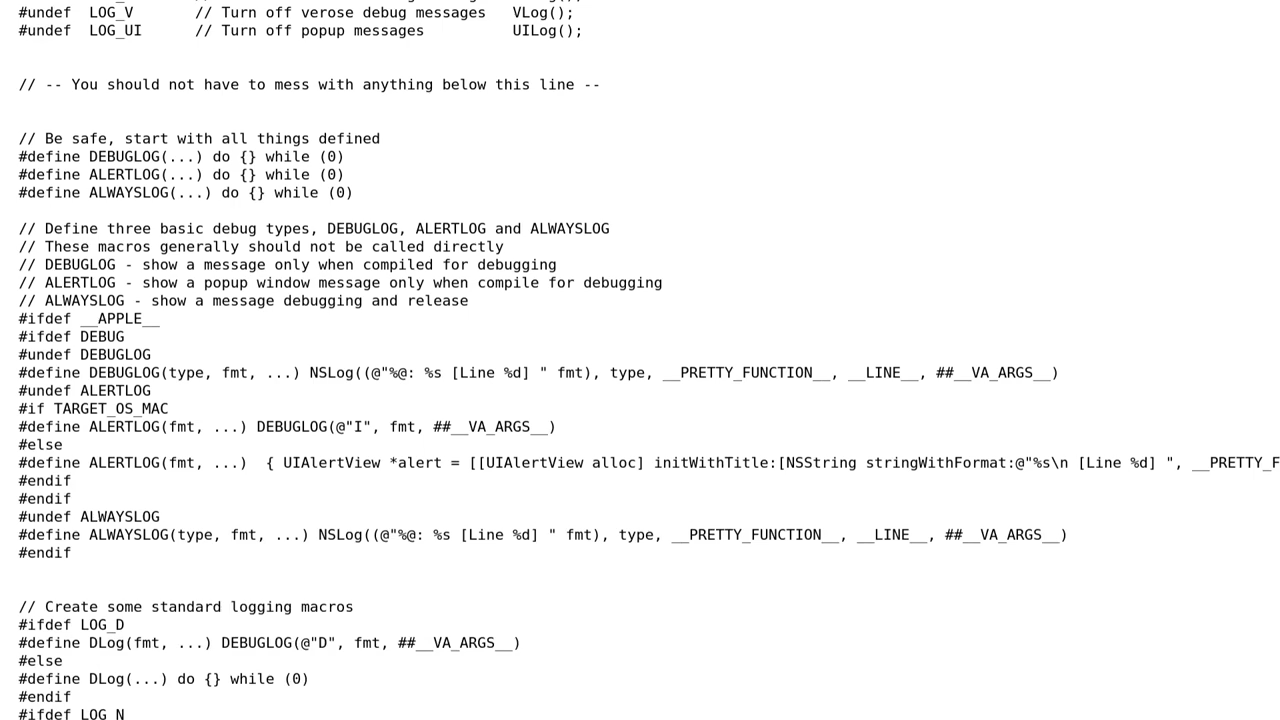 #undef  LOG_V      // Turn off verose debug messages   VLog();
#undef  LOG_UI      // Turn off popup messages          UILog();
// -- You should not have to mess with anything below this line --
// Be safe, start with all things defined
#define DEBUGLOG(...) do {} while (0)
#define ALERTLOG(...) do {} while (0)
#define ALWAYSLOG(...) do {} while (0)
// Define three basic debug types, DEBUGLOG, ALERTLOG and ALWAYSLOG
// These macros generally should not be called directly
// DEBUGLOG - show a message only when compiled for debugging
// ALERTLOG - show a popup window message only when compile for debugging
// ALWAYSLOG - show a message debugging and release
#ifdef __APPLE__
#ifdef DEBUG
#undef DEBUGLOG
#define DEBUGLOG(type, fmt, ...) NSLog((@"%@: %s [Line %d] " fmt), type, __PRETTY_FUNCTION__, __LINE__, ##__VA_ARGS__)
#undef ALERTLOG
#if TARGET_OS_MAC
#define ALERTLOG(fmt, ...) DEBUGLOG(@"I", fmt, ##__VA_ARGS__)
#else
#define ALERTLOG(fmt, ...)  { UIAlertView *alert = [[UIAlertView alloc] initWithTitle:[NSString stringWithFormat:@"%s\n [Line %d] ", __PRETTY_F
#endif
#endif
#undef ALWAYSLOG
#define ALWAYSLOG(type, fmt, ...) NSLog((@"%@: %s [Line %d] " fmt), type, __PRETTY_FUNCTION__, __LINE__, ##__VA_ARGS__)
#endif
// Create some standard logging macros
#ifdef LOG_D
#define DLog(fmt, ...) DEBUGLOG(@"D", fmt, ##__VA_ARGS__)
#else
#define DLog(...) do {} while (0)
#endif
#ifdef LOG_N